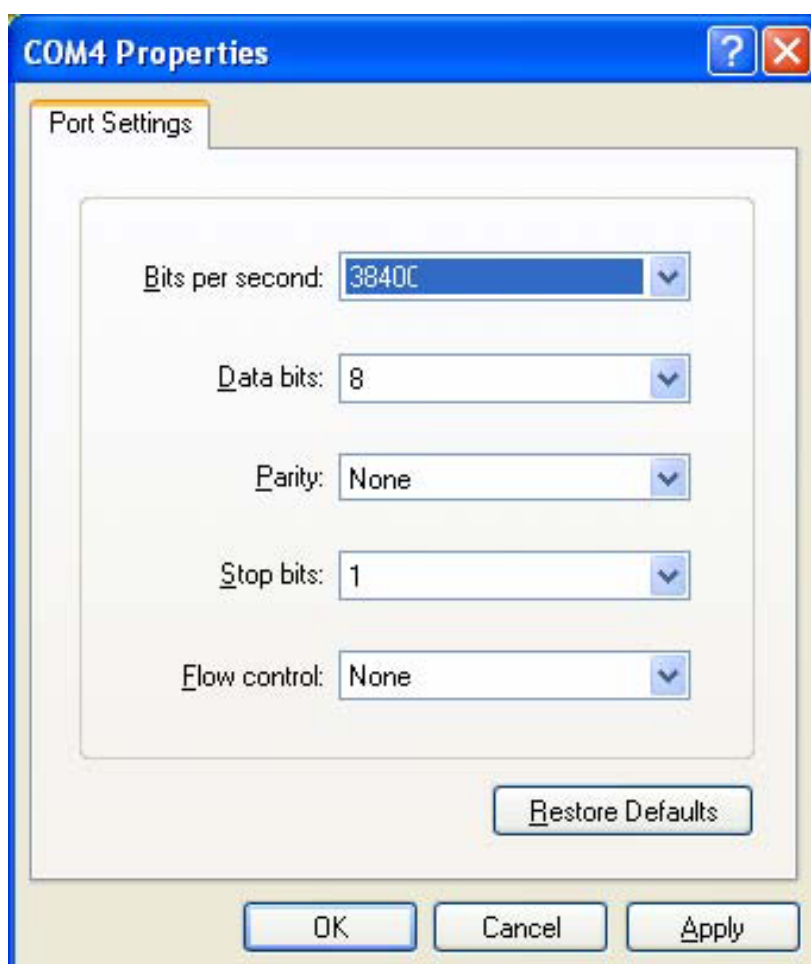 COM4 Properties
Port Settings
Bits per second: 38400
Data bits: 8
Parity: None
Stop bits: 1
Flow control: None
Restore Defaults
OK Cancel Apply